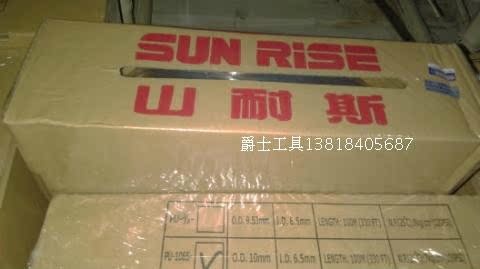 SUN RISE
山耐斯
爵士工具13818405687
O.D. 9.51mm I.D. 6.5mm LENGTH: 100M (330 FT)
PU-1065 ✓ O.D. 10mm I.D. 6.5mm LENGTH: 100M (330 FT)